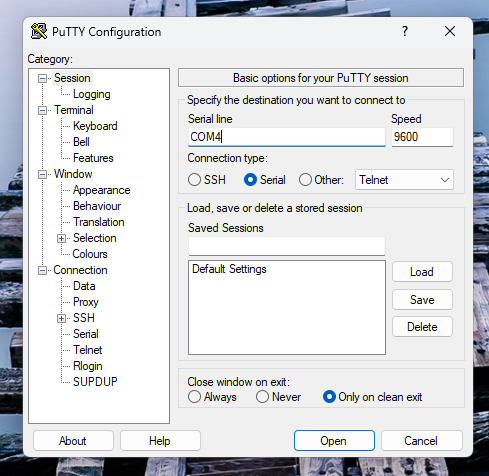 PuTTY Configuration
?
Category:
Session
Logging
Terminal
Keyboard
Bell
Features
Window
Appearance
Behaviour
Translation
Selection
Colours
Connection
Data
Proxy
SSH
Serial
Telnet
Rlogin
SUPDUP
Basic options for your PuTTY session
Specify the destination you want to connect to
Serial line Speed
COM4 9600
Connection type:
SSH Serial Other: Telnet
Load, save or delete a stored session
Saved Sessions
Default Settings
Load
Save
Delete
Close window on exit:
Always Never Only on clean exit
About Help Open Cancel